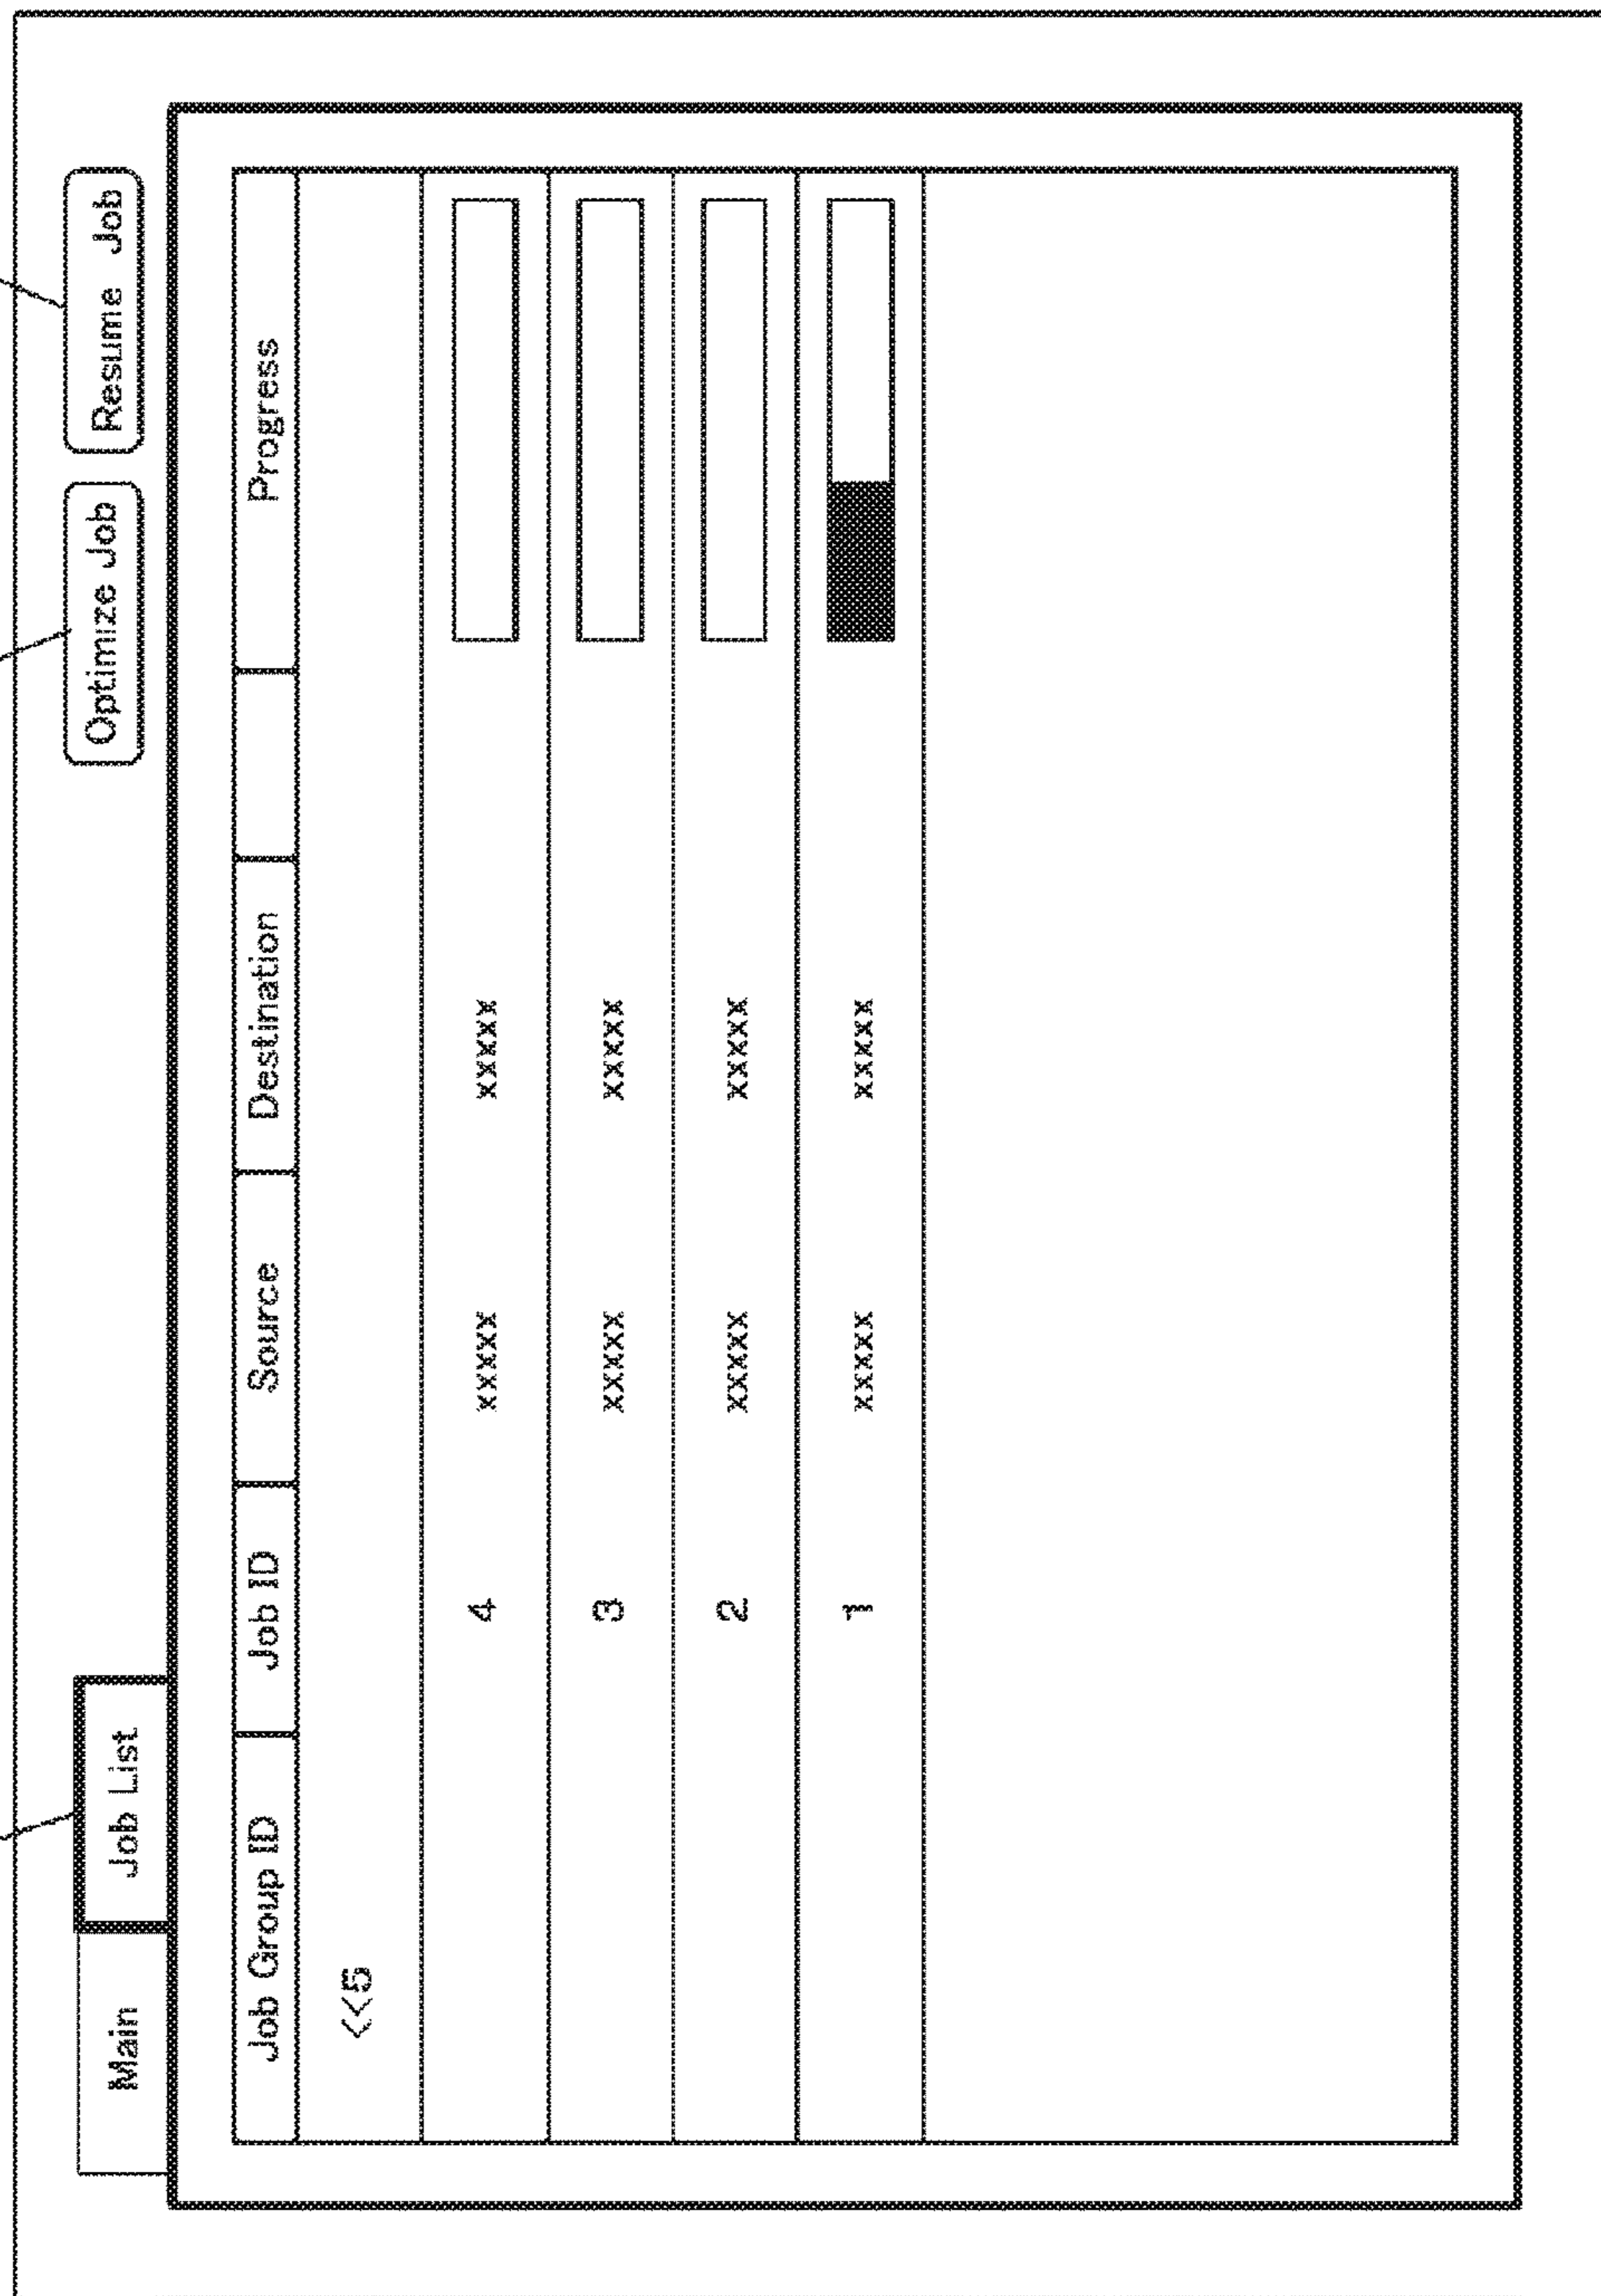 Main Job List Optimize Job Resume Job
Job Group ID Job ID Source Destination Progress
<<5
4 xxxxx xxxxx
3 xxxxx xxxxx
2 xxxxx xxxxx
1 xxxxx xxxxx